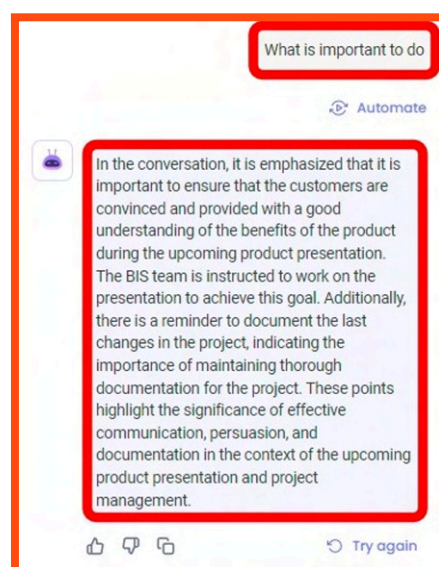 What is important to do
Automate
In the conversation, it is emphasized that it is
important to ensure that the customers are
convinced and provided with a good
understanding of the benefits of the product
during the upcoming product presentation.
The BIS team is instructed to work on the
presentation to achieve this goal. Additionally,
there is a reminder to document the last
changes in the project, indicating the
importance of maintaining thorough
documentation for the project. These points
highlight the significance of effective
communication, persuasion, and
documentation in the context of the upcoming
product presentation and project
management.
Try again